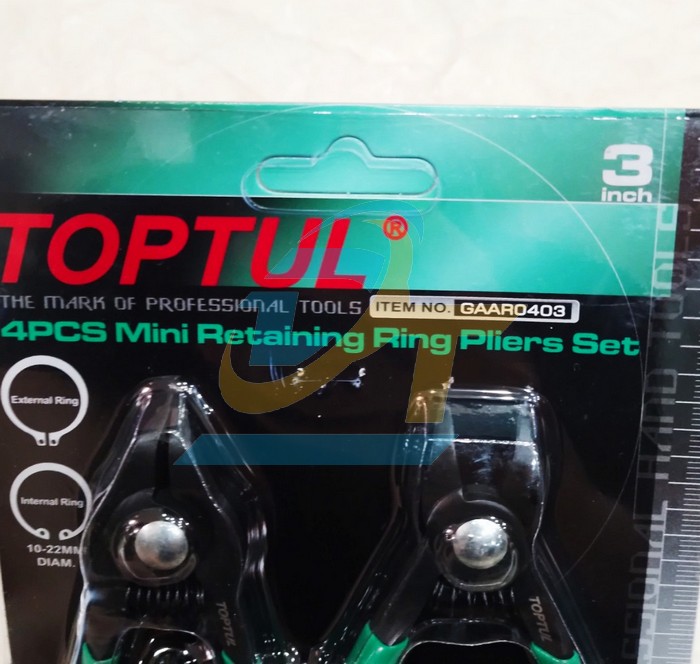 3
inch
TOPTUL®
THE MARK OF PROFESSIONAL TOOLS
ITEM NO. GAAR0403
4PCS Mini Retaining Ring Pliers Set
External Ring
Internal Ring
10-22MM
DIAM.
TOPTUL
TOPTUL
HAND